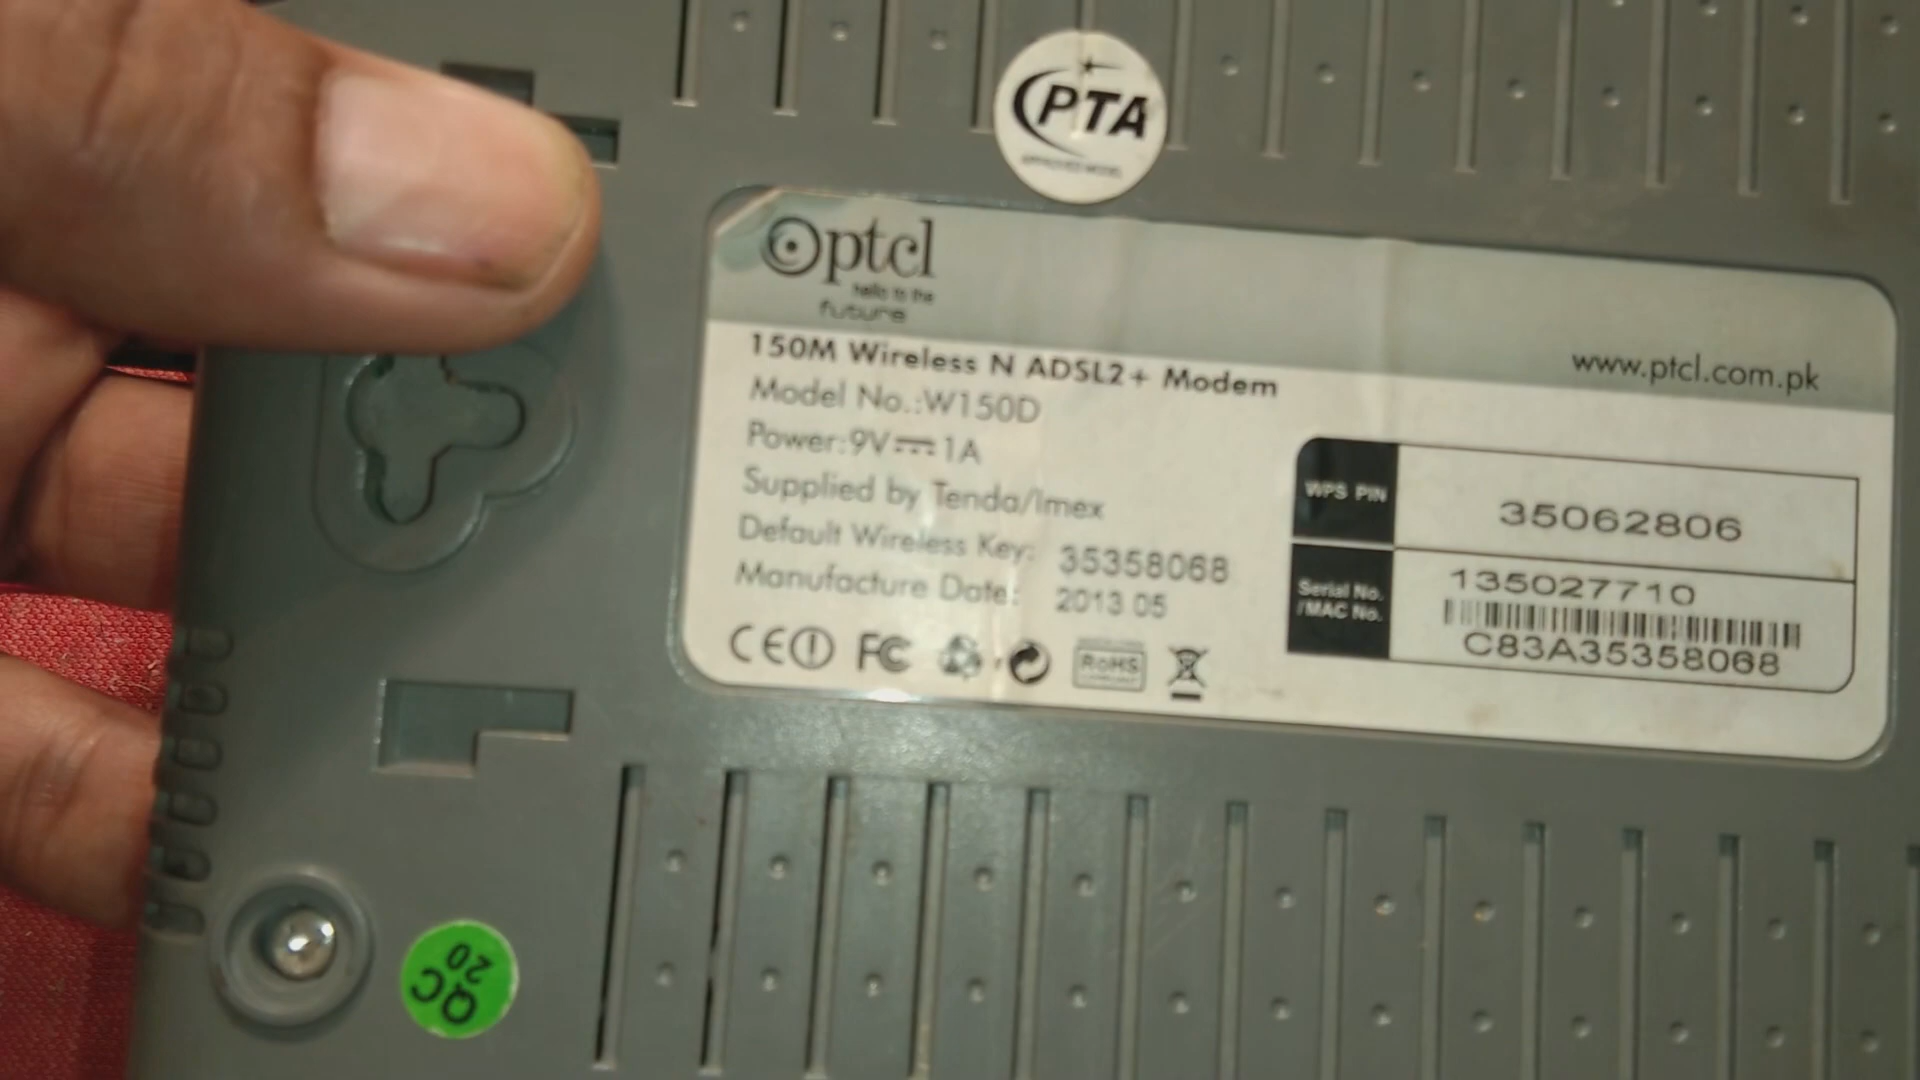 PTA
APPROVED MODEL
ptcl
hello to the
future
www.ptcl.com.pk
150M Wireless N ADSL2+ Modem
Model No.:W150D
Power:9V⎓1A
Supplied by Tenda/Imex
Default Wireless Key: 35358068
Manufacture Date: 2013 05
CE FC RoHS
WPS PIN 35062806
Serial No. /MAC No. 135027710
C83A35358068
QC
20